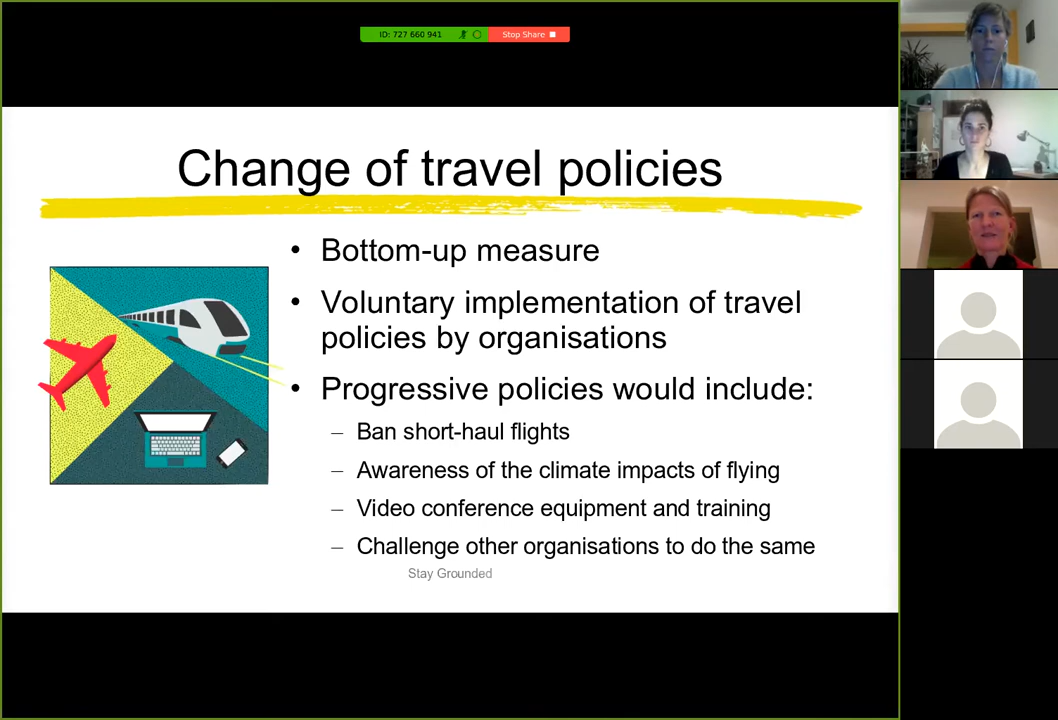 ID: 727 660 941
Stop Share
Change of travel policies
• Bottom-up measure
• Voluntary implementation of travel
policies by organisations
• Progressive policies would include:
– Ban short-haul flights
– Awareness of the climate impacts of flying
– Video conference equipment and training
– Challenge other organisations to do the same
Stay Grounded